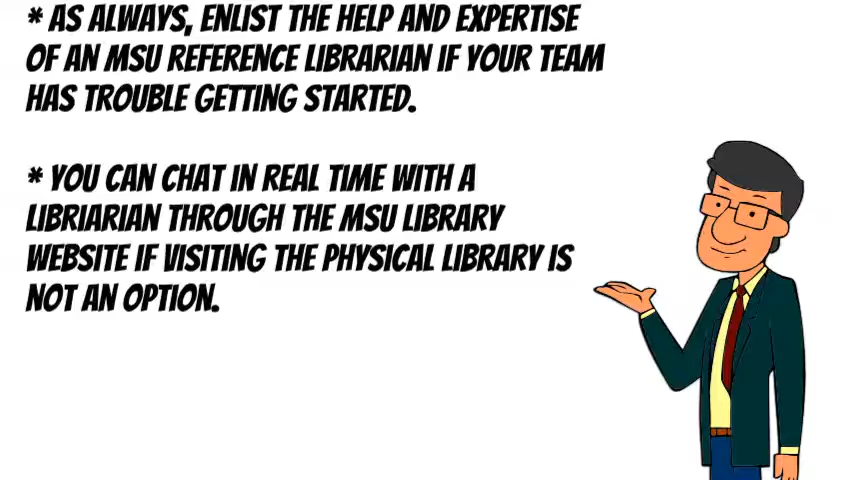 * AS ALWAYS, ENLIST THE HELP AND EXPERTISE
OF AN MSU REFERENCE LIBRARIAN IF YOUR TEAM
HAS TROUBLE GETTING STARTED.
* YOU CAN CHAT IN REAL TIME WITH A
LIBRIARIAN THROUGH THE MSU LIBRARY
WEBSITE IF VISITING THE PHYSICAL LIBRARY IS
NOT AN OPTION.